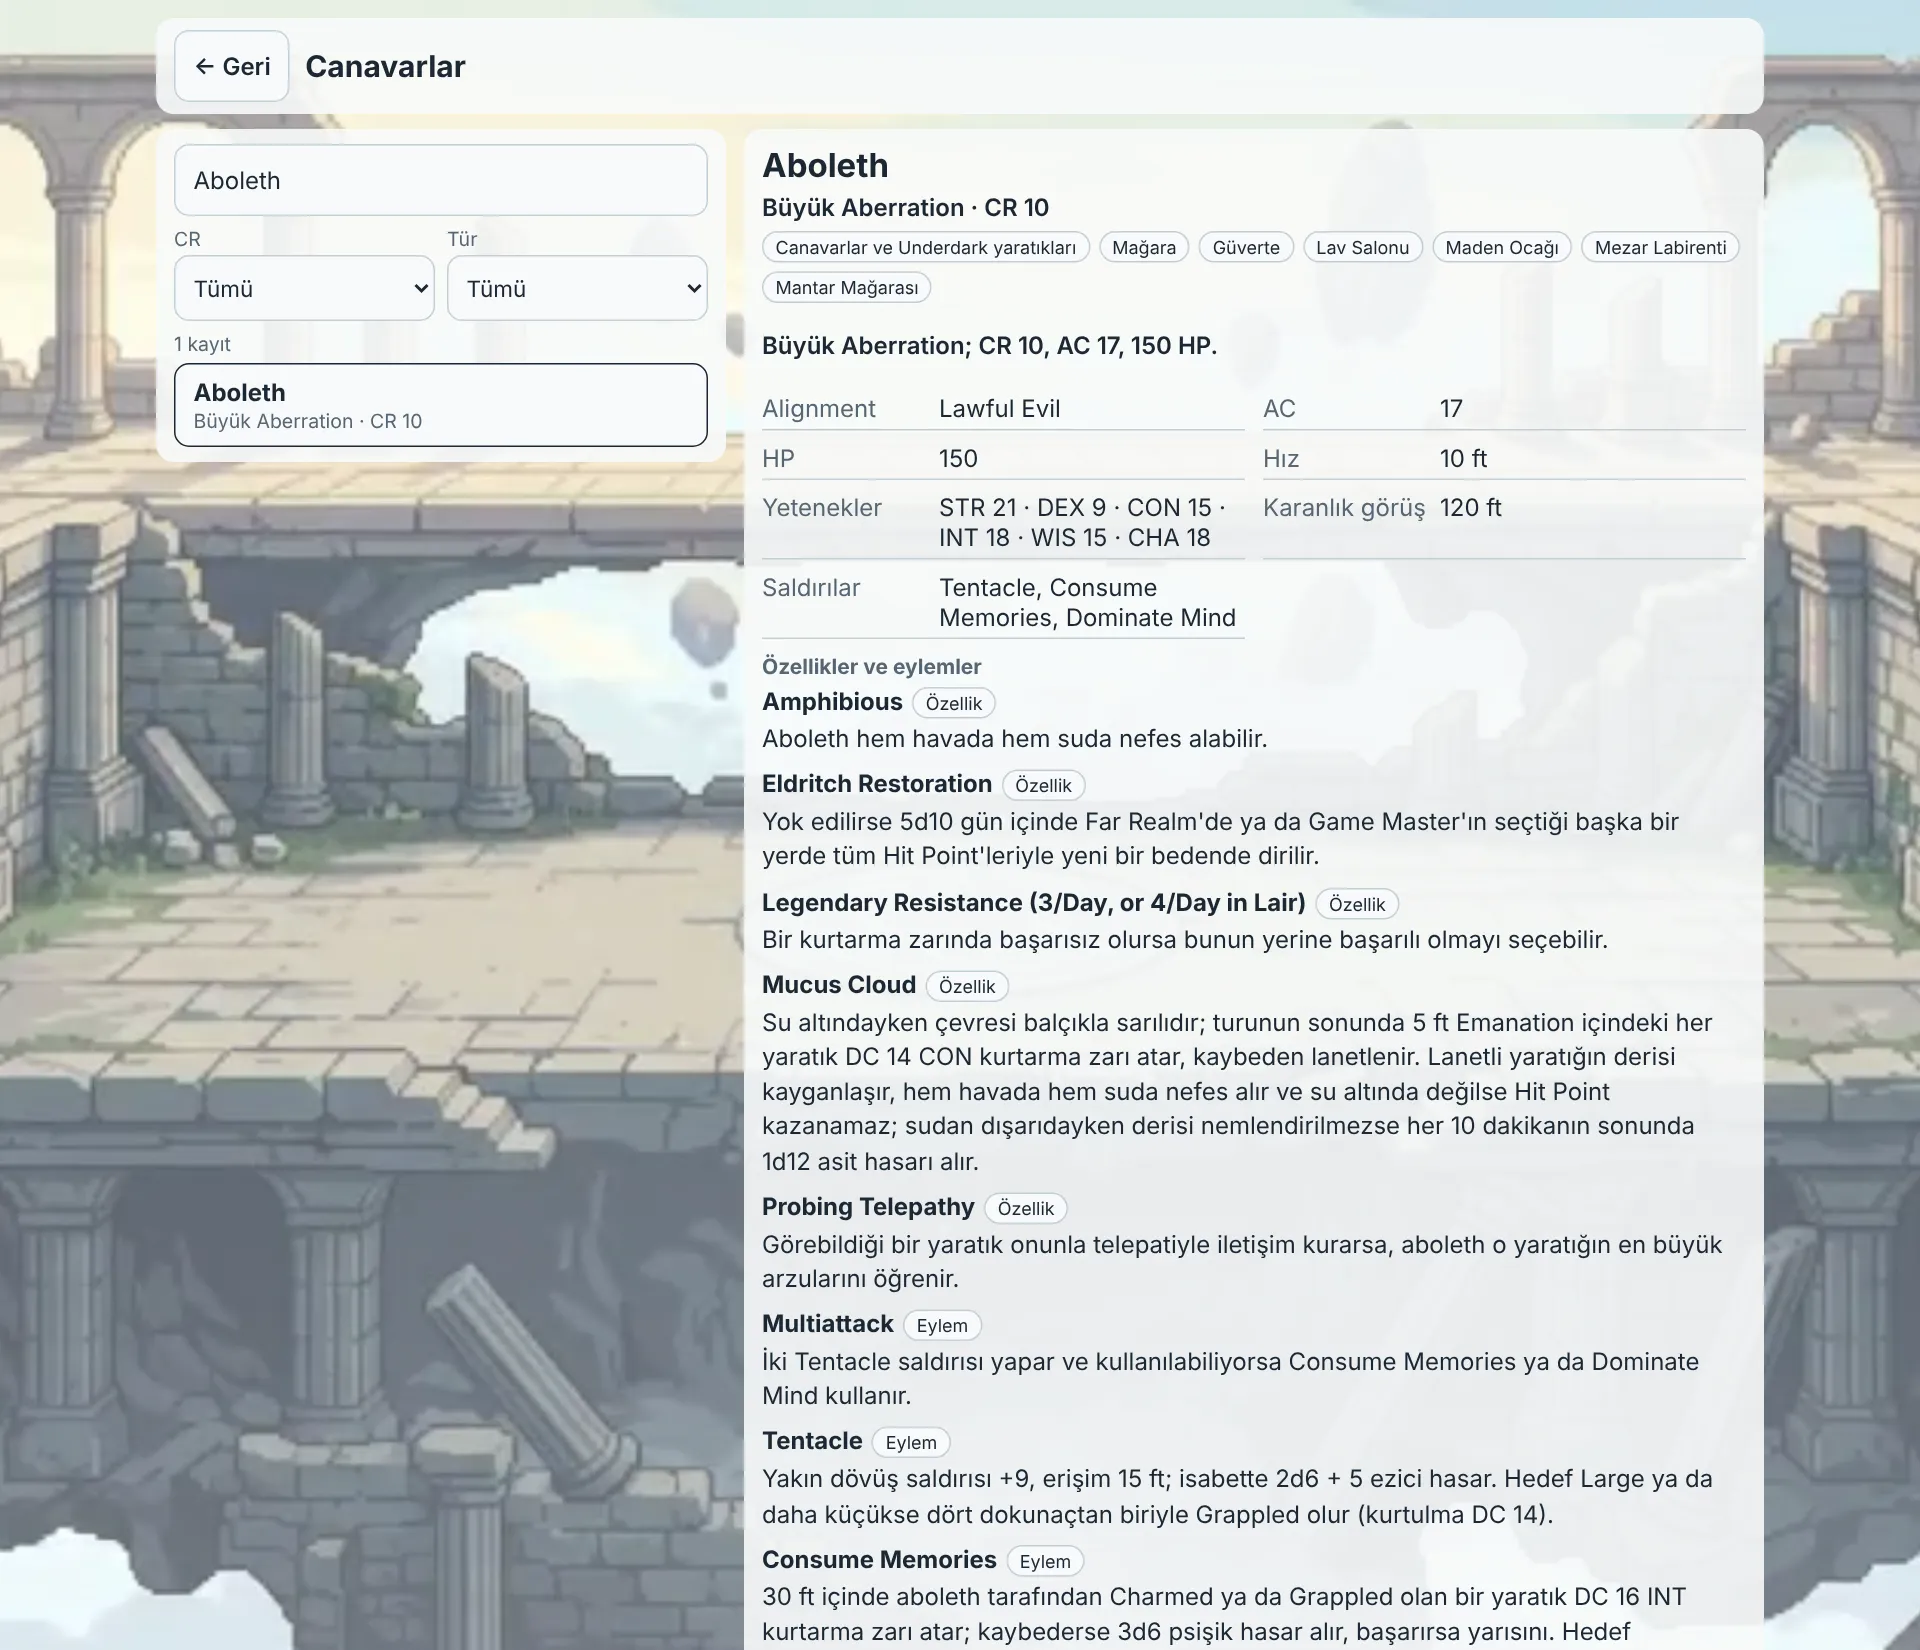 ← Geri
Canavarlar
Aboleth
CR
Tür
Tümü
Tümü
1 kayıt
Aboleth
Büyük Aberration · CR 10
Aboleth
Büyük Aberration · CR 10
Canavarlar ve Underdark yaratıkları
Mağara
Güverte
Lav Salonu
Maden Ocağı
Mezar Labirenti
Mantar Mağarası
Büyük Aberration; CR 10, AC 17, 150 HP.
Alignment Lawful Evil
AC 17
HP 150
Hız 10 ft
Yetenekler STR 21 · DEX 9 · CON 15 ·
INT 18 · WIS 15 · CHA 18
Karanlık görüş 120 ft
Saldırılar Tentacle, Consume
Memories, Dominate Mind
Özellikler ve eylemler
Amphibious Özellik
Aboleth hem havada hem suda nefes alabilir.
Eldritch Restoration Özellik
Yok edilirse 5d10 gün içinde Far Realm'de ya da Game Master'ın seçtiği başka bir
yerde tüm Hit Point'leriyle yeni bir bedende dirilir.
Legendary Resistance (3/Day, or 4/Day in Lair) Özellik
Bir kurtarma zarında başarısız olursa bunun yerine başarılı olmayı seçebilir.
Mucus Cloud Özellik
Su altındayken çevresi balçıkla sarılıdır; turunun sonunda 5 ft Emanation içindeki her
yaratık DC 14 CON kurtarma zarı atar, kaybeden lanetlenir. Lanetli yaratığın derisi
kayganlaşır, hem havada hem suda nefes alır ve su altında değilse Hit Point
kazanamaz; sudan dışarıdayken derisi nemlendirilmezse her 10 dakikanın sonunda
1d12 asit hasarı alır.
Probing Telepathy Özellik
Görebildiği bir yaratık onunla telepatiyle iletişim kurarsa, aboleth o yaratığın en büyük
arzularını öğrenir.
Multiattack Eylem
İki Tentacle saldırısı yapar ve kullanılabiliyorsa Consume Memories ya da Dominate
Mind kullanır.
Tentacle Eylem
Yakın dövüş saldırısı +9, erişim 15 ft; isabette 2d6 + 5 ezici hasar. Hedef Large ya da
daha küçükse dört dokunaçtan biriyle Grappled olur (kurtulma DC 14).
Consume Memories Eylem
30 ft içinde aboleth tarafından Charmed ya da Grappled olan bir yaratık DC 16 INT
kurtarma zarı atar; kaybederse 3d6 psişik hasar alır, başarırsa yarısını. Hedef